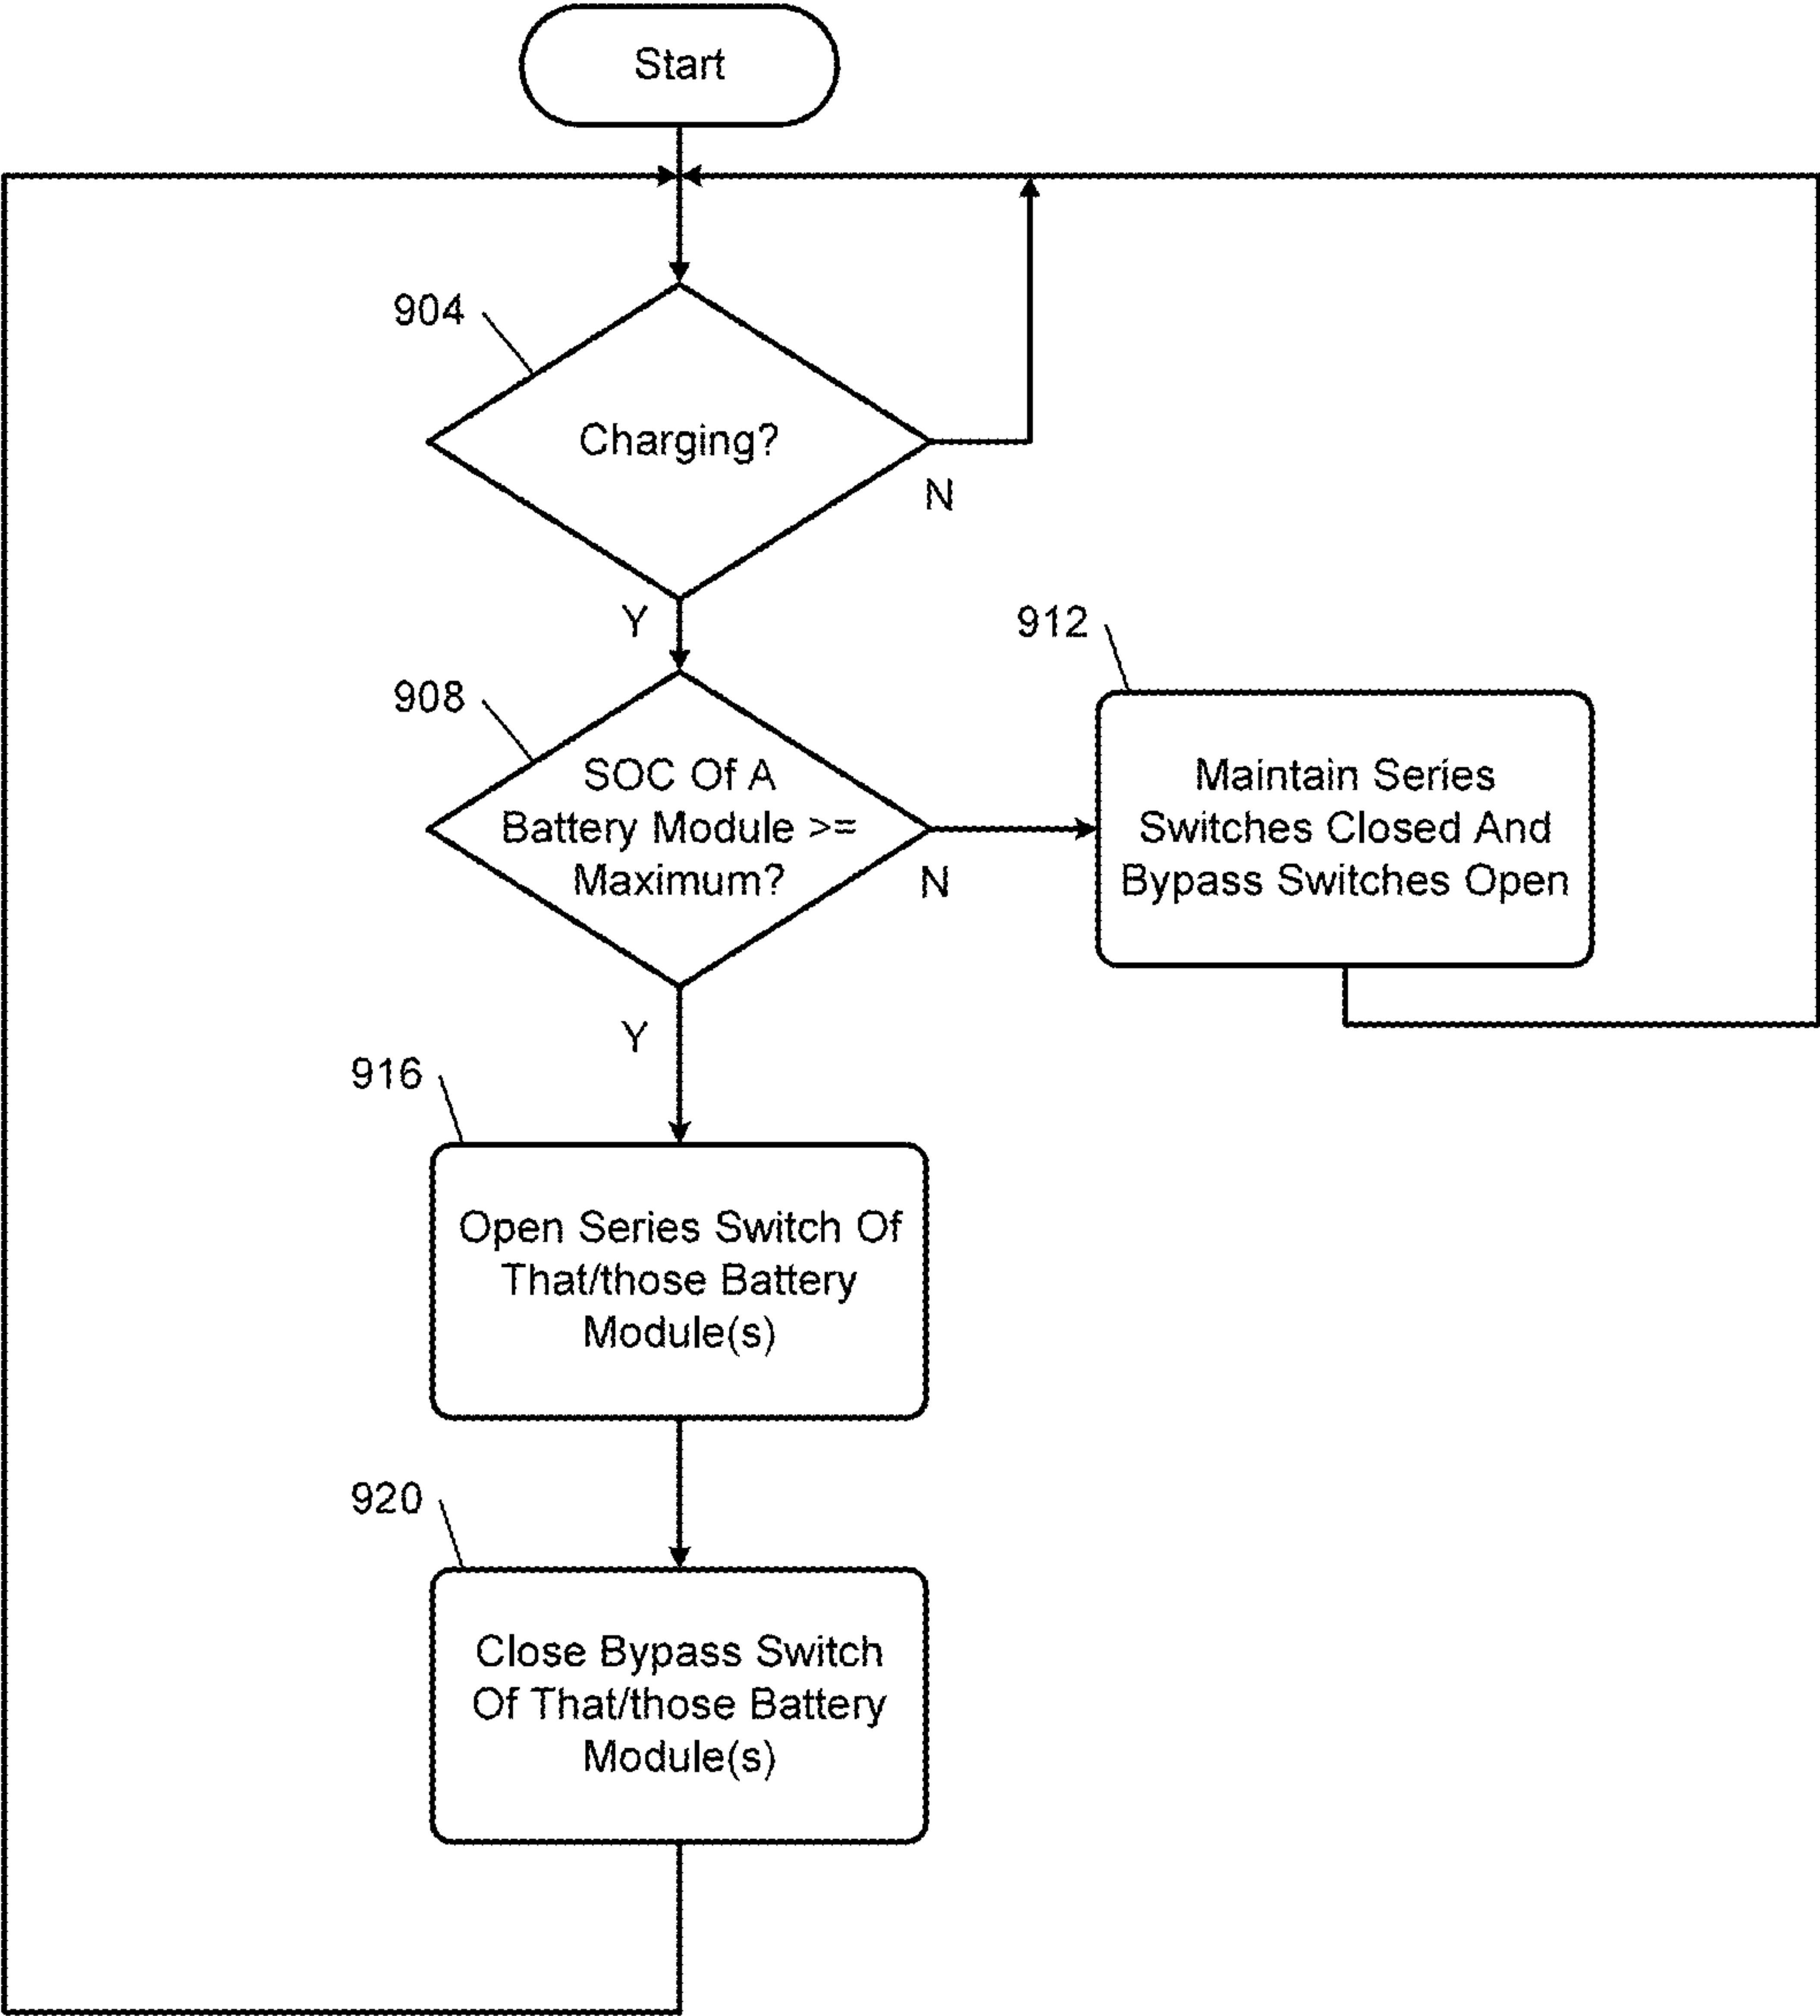 Start
904
Charging?
N
Y
912
908
SOC Of A
Battery Module >=
Maximum?
N
Maintain Series
Switches Closed And
Bypass Switches Open
Y
916
Open Series Switch Of
That/those Battery
Module(s)
920
Close Bypass Switch
Of That/those Battery
Module(s)